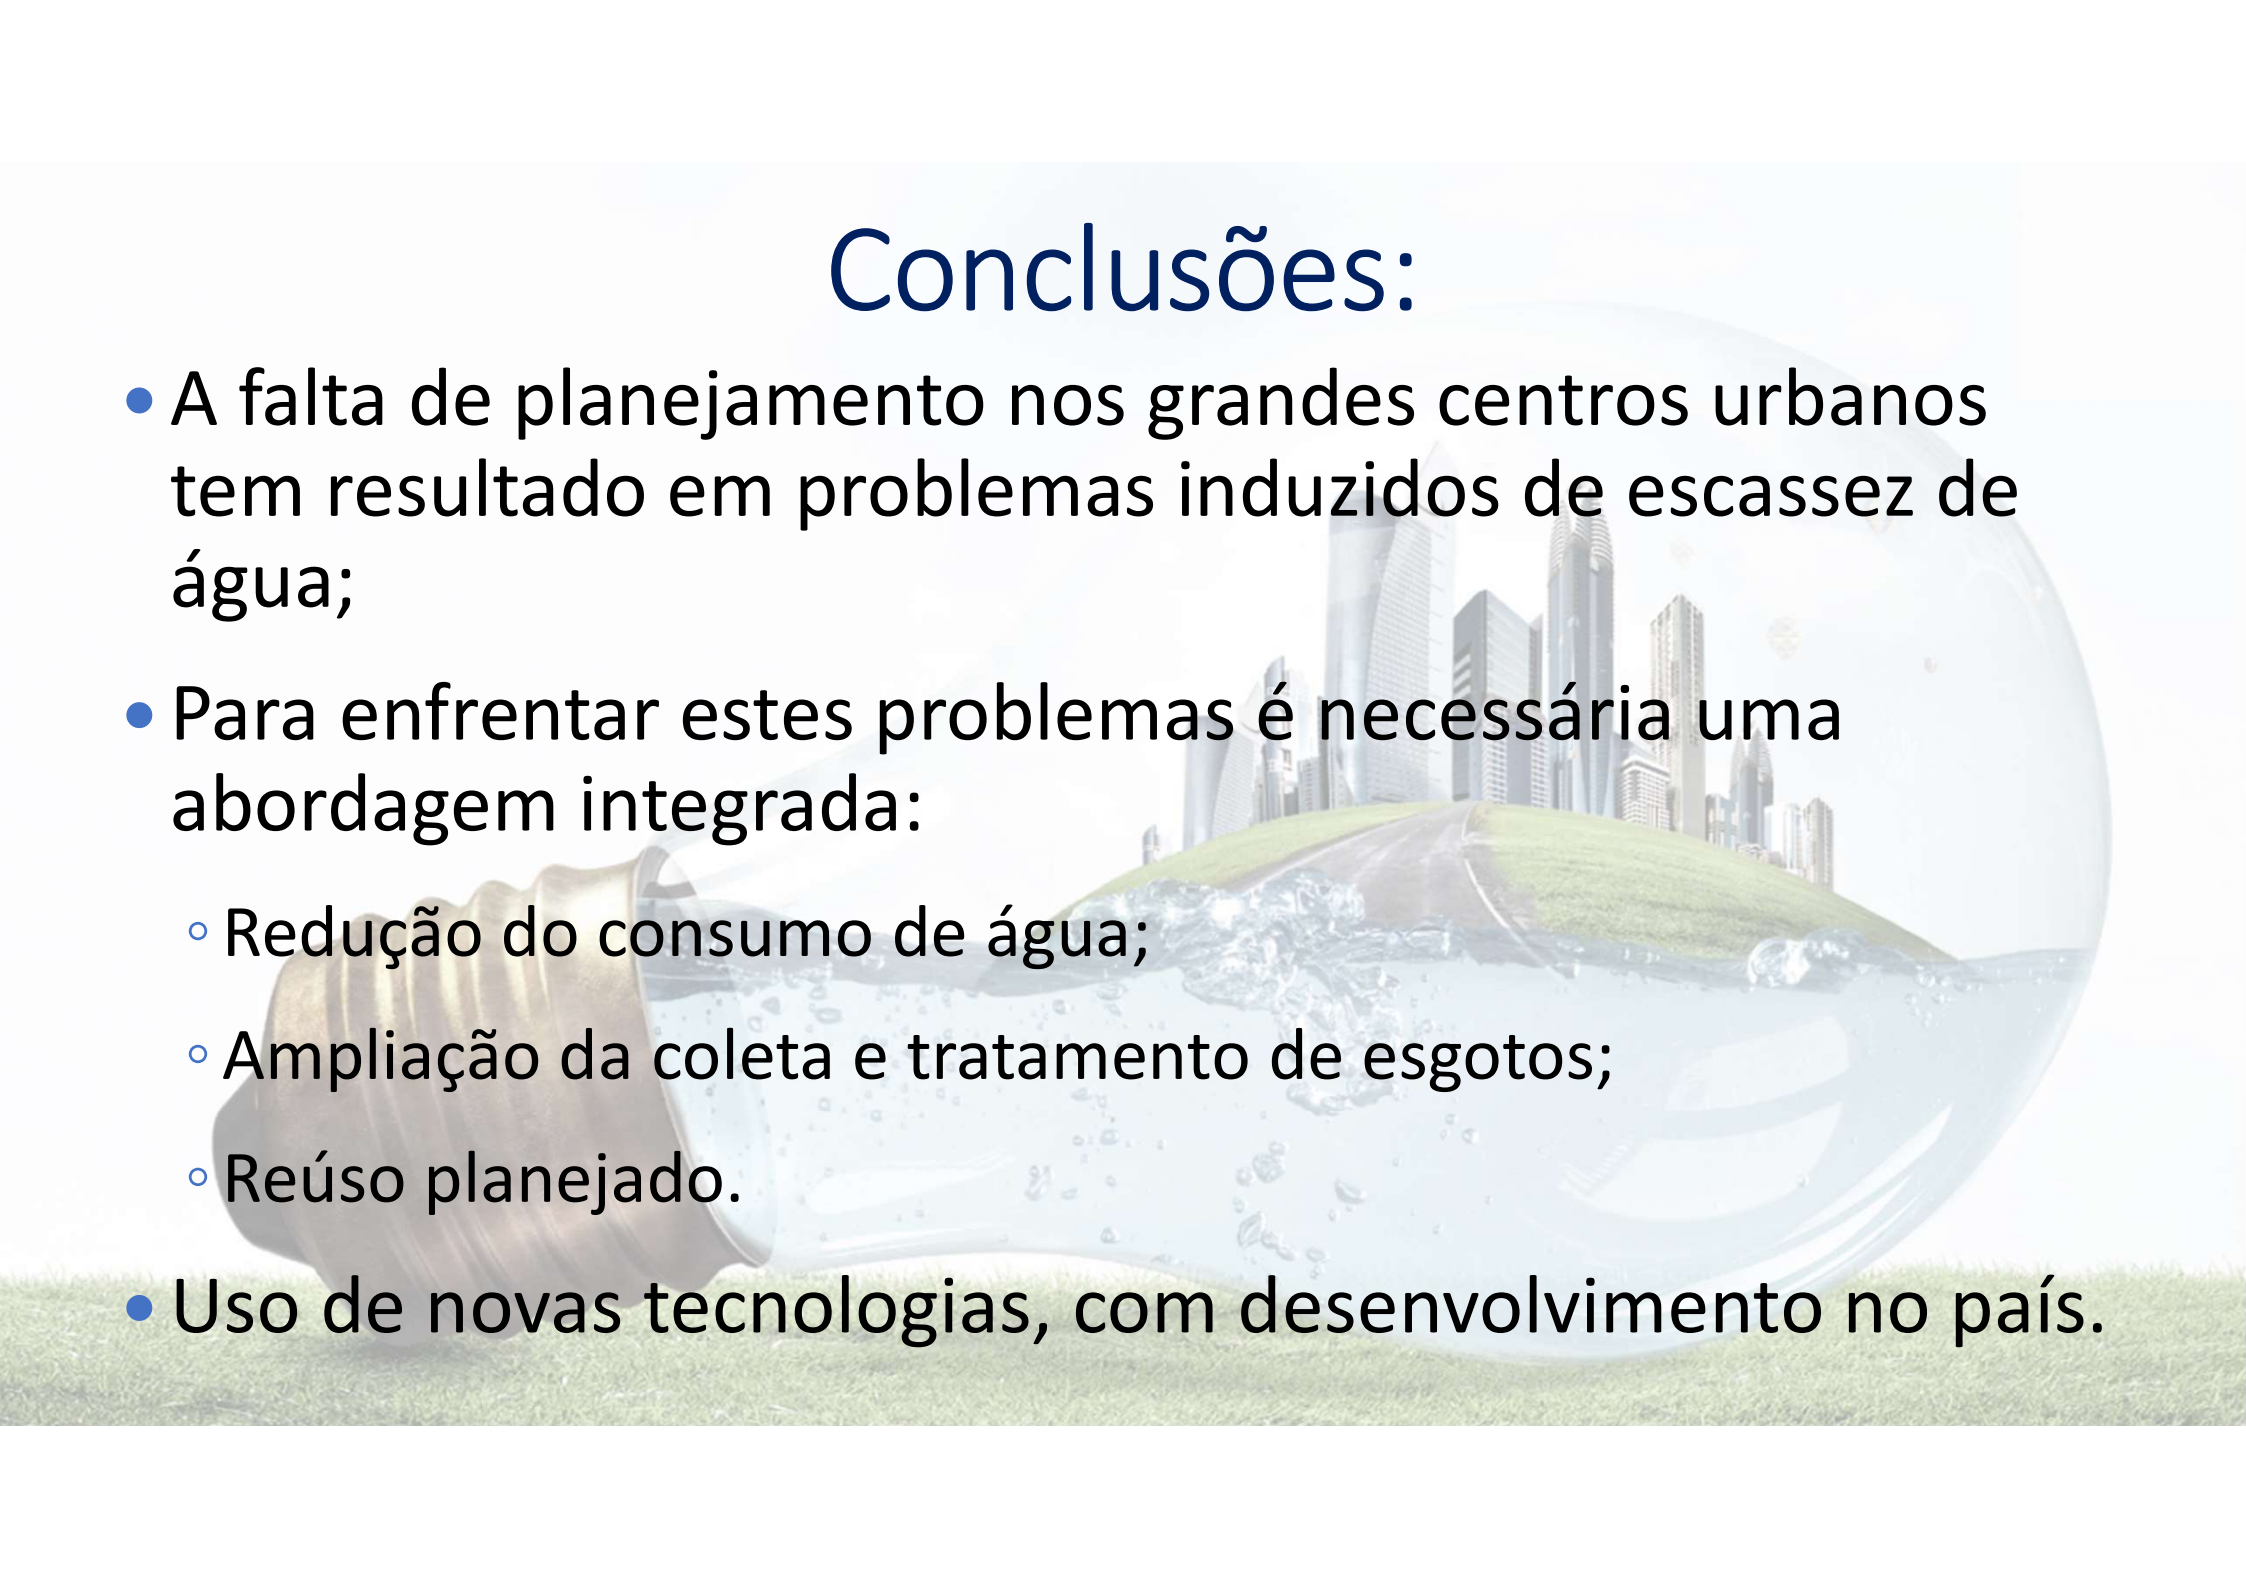 Conclusões:
• A falta de planejamento nos grandes centros urbanos
tem resultado em problemas induzidos de escassez de
água;
• Para enfrentar estes problemas é necessária uma
abordagem integrada:
◦ Redução do consumo de água;
◦ Ampliação da coleta e tratamento de esgotos;
◦ Reúso planejado.
• Uso de novas tecnologias, com desenvolvimento no país.